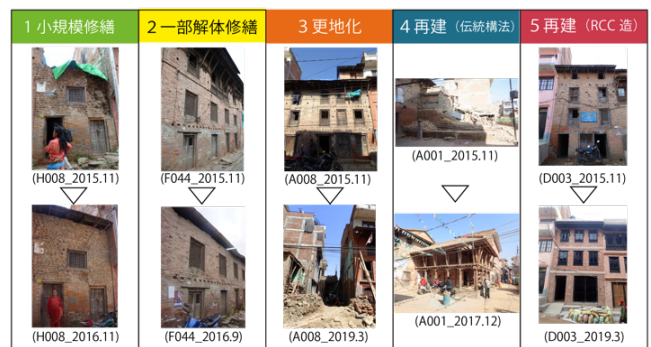 1 小規模修繕
2 一部解体修繕
3 更地化
4 再建（伝統構法）
5 再建（RCC 造）
(H008_2015.11)
(F044_2015.11)
(A008_2015.11)
(A001_2015.11)
(D003_2015.11)
(H008_2016.11)
(F044_2016.9)
(A008_2019.3)
(A001_2017.12)
(D003_2019.3)